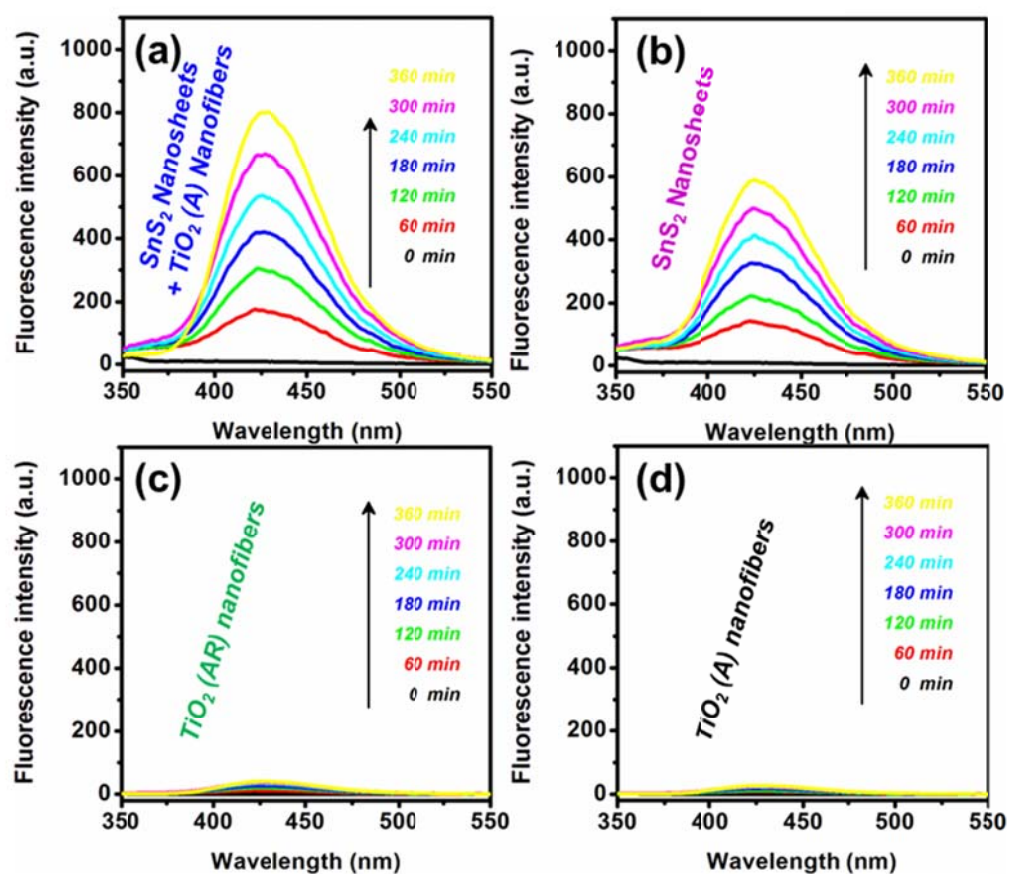 (a)
SnS₂ Nanosheets
+ TiO₂ (A) Nanofibers
360 min
300 min
240 min
180 min
120 min
60 min
0 min
1000
800
600
400
200
0
350 400 450 500 550
Fluorescence intensity (a.u.)
Wavelength (nm)
(b)
SnS₂ Nanosheets
360 min
300 min
240 min
180 min
120 min
60 min
0 min
1000
800
600
400
200
0
350 400 450 500 550
Fluorescence intensity (a.u.)
Wavelength (nm)
(c)
TiO₂ (AR) nanofibers
360 min
300 min
240 min
180 min
120 min
60 min
0 min
1000
800
600
400
200
0
350 400 450 500 550
Fluorescence intensity (a.u.)
Wavelength (nm)
(d)
TiO₂ (A) nanofibers
360 min
300 min
240 min
180 min
120 min
60 min
0 min
1000
800
600
400
200
0
350 400 450 500 550
Fluorescence intensity (a.u.)
Wavelength (nm)